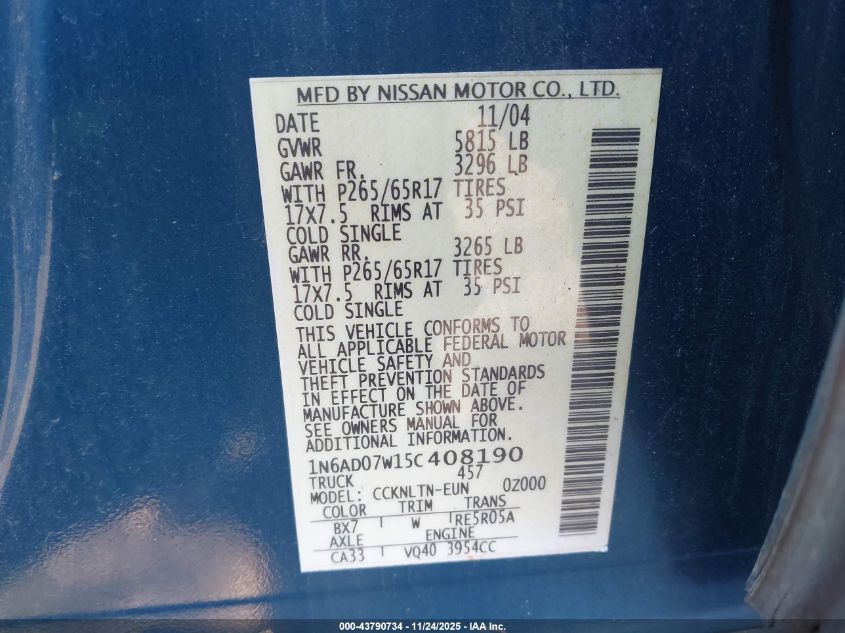 MFD BY NISSAN MOTOR CO., LTD.
DATE 11/04
GVWR 5815 LB
GAWR FR. 3296 LB
WITH P265/65R17 TIRES
17X7.5 RIMS AT 35 PSI
COLD SINGLE
GAWR RR. 3265 LB
WITH P265/65R17 TIRES
17X7.5 RIMS AT 35 PSI
COLD SINGLE
THIS VEHICLE CONFORMS TO
ALL APPLICABLE FEDERAL MOTOR
VEHICLE SAFETY AND
THEFT PREVENTION STANDARDS
IN EFFECT ON THE DATE OF
MANUFACTURE SHOWN ABOVE.
SEE OWNERS MANUAL FOR
ADDITIONAL INFORMATION.
1N6AD07W15C408190
TRUCK 457
MODEL: CCKNLTN-EUN 0Z000
COLOR TRIM TRANS
BX7 W RE5R05A
AXLE ENGINE
CA33 VQ40 3954CC
000-43790734 - 11/24/2025 - IAA Inc.